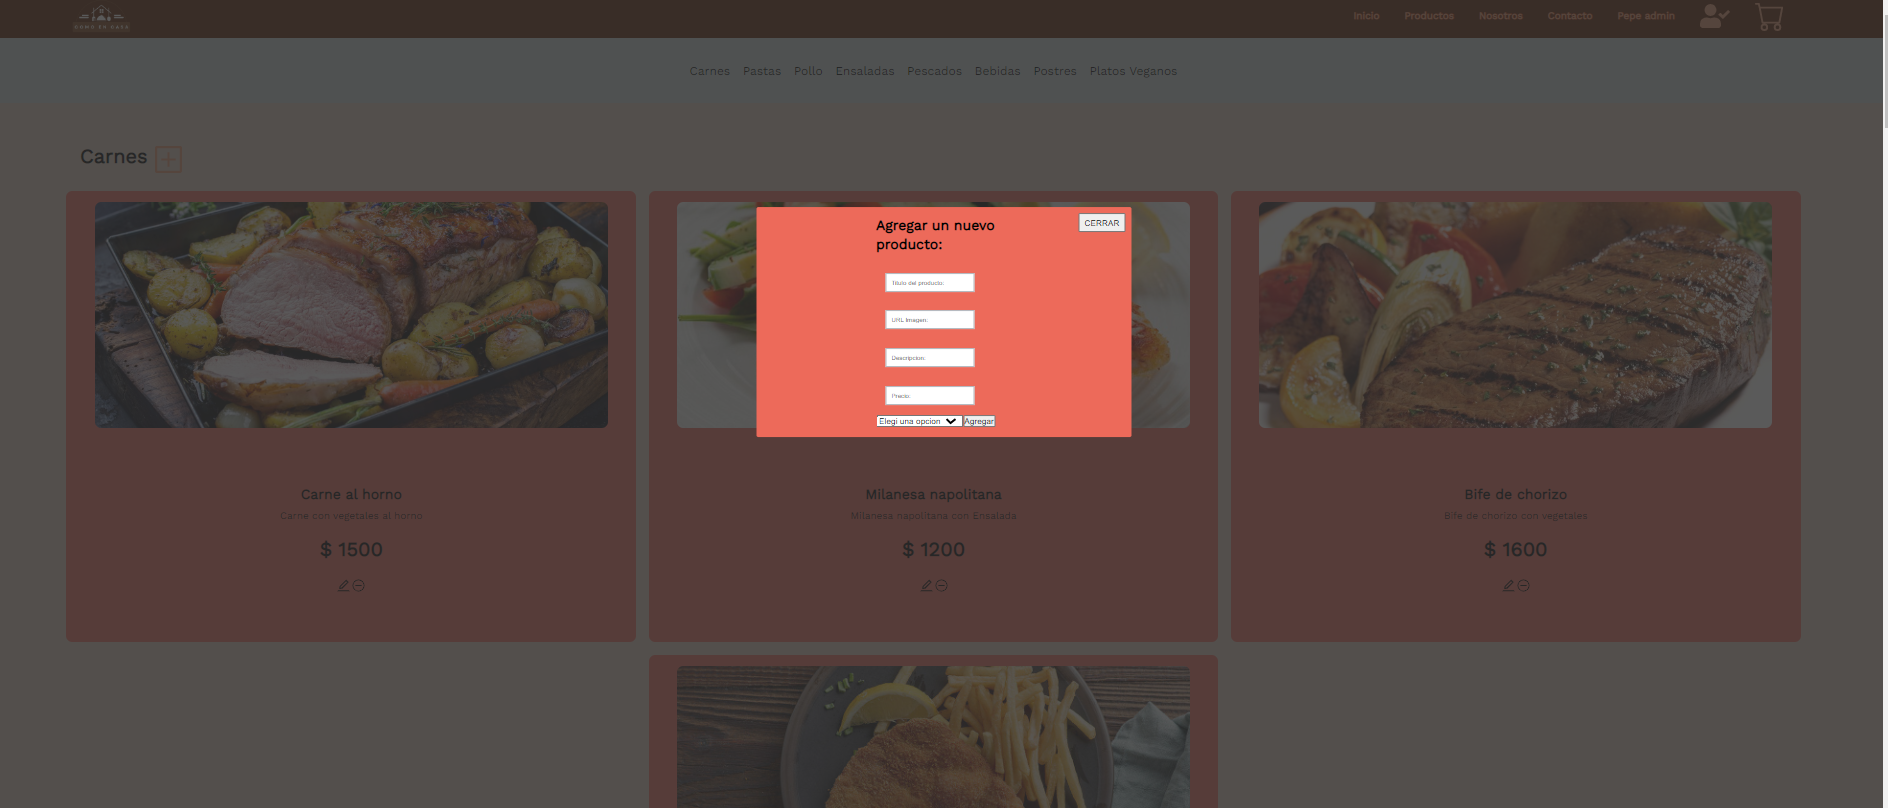 COMO EN CASA
Inicio Productos Nosotros Contacto Pepe admin
Carnes Pastas Pollo Ensaladas Pescados Bebidas Postres Platos Veganos
Carnes
Agregar un nuevo
producto:
CERRAR
Titulo del producto:
URL Imagen:
Descripcion:
Precio:
Elegi una opcion
Agregar
Carne al horno
Carne con vegetales al horno
$ 1500
Milanesa napolitana
Milanesa napolitana con Ensalada
$ 1200
Bife de chorizo
Bife de chorizo con vegetales
$ 1600